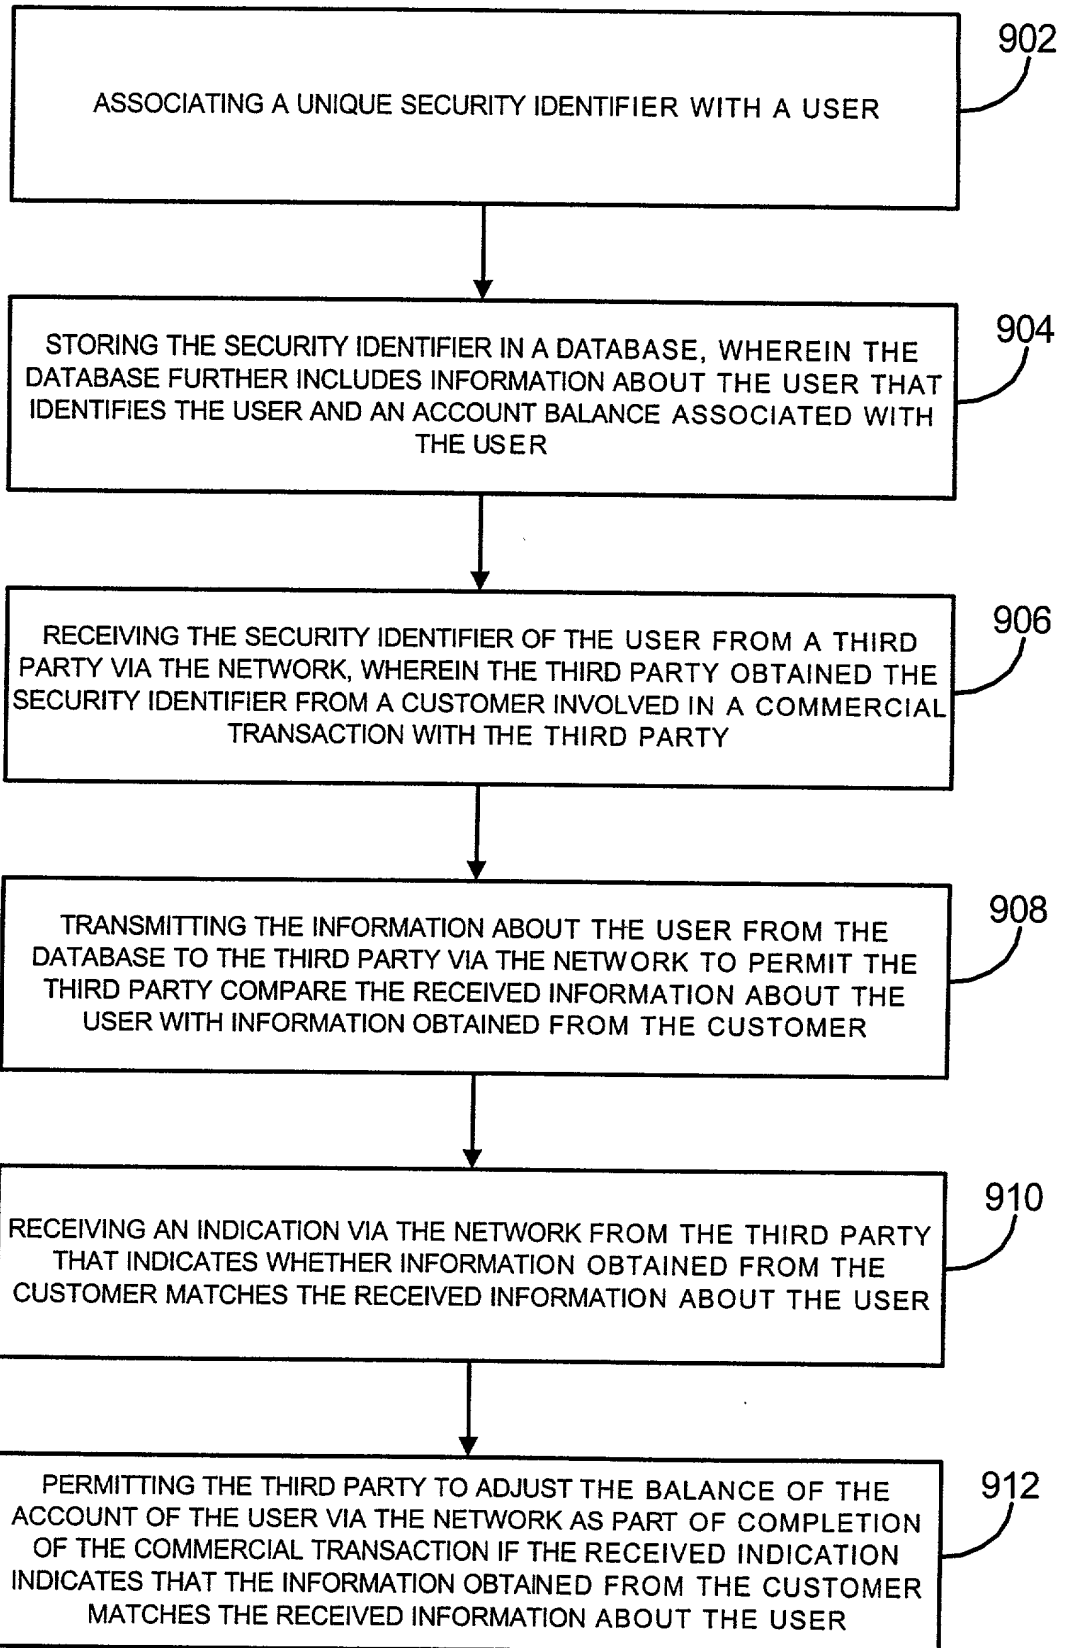 902
ASSOCIATING A UNIQUE SECURITY IDENTIFIER WITH A USER
904
STORING THE SECURITY IDENTIFIER IN A DATABASE, WHEREIN THE
DATABASE FURTHER INCLUDES INFORMATION ABOUT THE USER THAT
IDENTIFIES THE USER AND AN ACCOUNT BALANCE ASSOCIATED WITH
THE USER
906
RECEIVING THE SECURITY IDENTIFIER OF THE USER FROM A THIRD
PARTY VIA THE NETWORK, WHEREIN THE THIRD PARTY OBTAINED THE
SECURITY IDENTIFIER FROM A CUSTOMER INVOLVED IN A COMMERCIAL
TRANSACTION WITH THE THIRD PARTY
908
TRANSMITTING THE INFORMATION ABOUT THE USER FROM THE
DATABASE TO THE THIRD PARTY VIA THE NETWORK TO PERMIT THE
THIRD PARTY COMPARE THE RECEIVED INFORMATION ABOUT THE
USER WITH INFORMATION OBTAINED FROM THE CUSTOMER
910
RECEIVING AN INDICATION VIA THE NETWORK FROM THE THIRD PARTY
THAT INDICATES WHETHER INFORMATION OBTAINED FROM THE
CUSTOMER MATCHES THE RECEIVED INFORMATION ABOUT THE USER
912
PERMITTING THE THIRD PARTY TO ADJUST THE BALANCE OF THE
ACCOUNT OF THE USER VIA THE NETWORK AS PART OF COMPLETION
OF THE COMMERCIAL TRANSACTION IF THE RECEIVED INDICATION
INDICATES THAT THE INFORMATION OBTAINED FROM THE CUSTOMER
MATCHES THE RECEIVED INFORMATION ABOUT THE USER